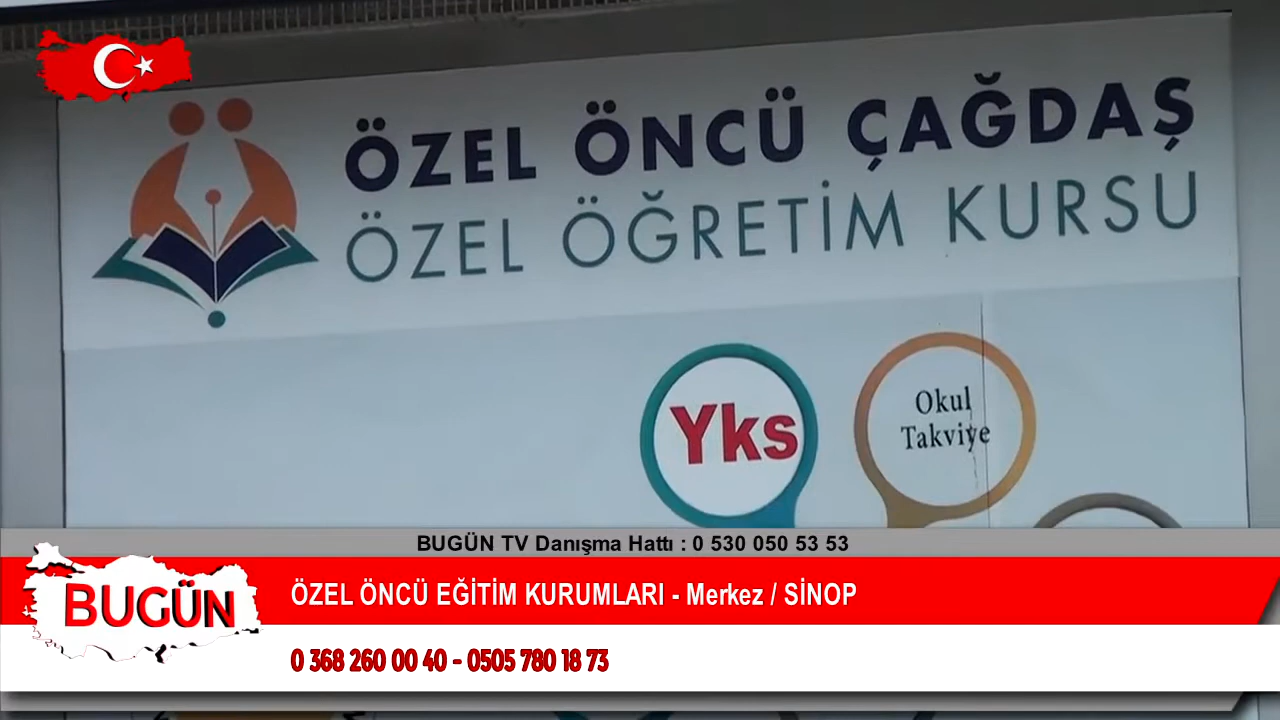 ÖZEL ÖNCÜ ÇAĞDAŞ
ÖZEL ÖĞRETİM KURSU
Yks
Okul
Takviye
BUGÜN TV Danışma Hattı : 0 530 050 53 53
BUGÜN
ÖZEL ÖNCÜ EĞİTİM KURUMLARI - Merkez / SİNOP
0 368 260 00 40 - 0505 780 18 73